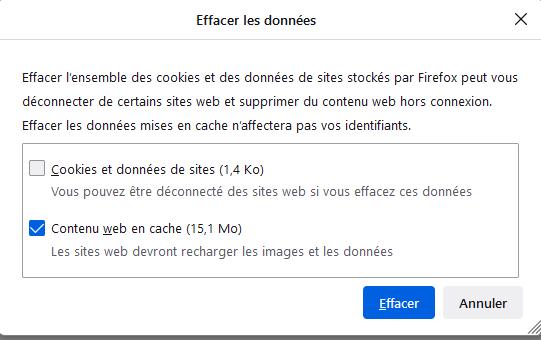 Effacer les données
Effacer l'ensemble des cookies et des données de sites stockés par Firefox peut vous
déconnecter de certains sites web et supprimer du contenu web hors connexion.
Effacer les données mises en cache n'affectera pas vos identifiants.
Cookies et données de sites (1,4 Ko)
Vous pouvez être déconnecté des sites web si vous effacez ces données
Contenu web en cache (15,1 Mo)
Les sites web devront recharger les images et les données
Effacer
Annuler